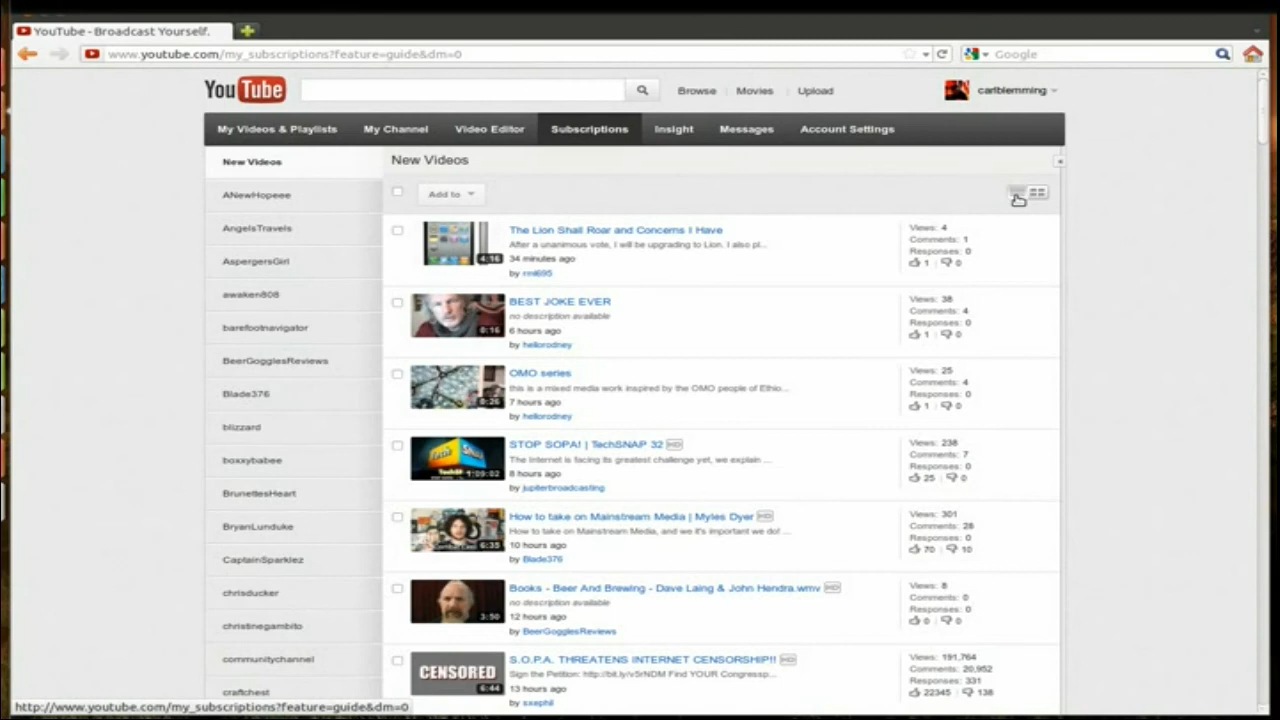 YouTube - Broadcast Yourself.
www.youtube.com/my_subscriptions?feature=guide&dm=0
Google
YouTube
Browse
Movies
Upload
carlblemming
My Videos & Playlists
My Channel
Video Editor
Subscriptions
Insight
Messages
Account Settings
New Videos
ANewHopeee
AngelsTravels
AspergersGirl
awaken808
barefootnavigator
BeerGogglesReviews
Blade376
blizzard
boxxybabee
BrunettesHeart
BryanLunduke
CaptainSparklez
chrisducker
christinegambito
communitychannel
craftchest
New Videos
Add to
4:16
The Lion Shall Roar and Concerns I Have
After a unanimous vote, I will be upgrading to Lion. I also pl...
34 minutes ago
by rml695
Views: 4
Comments: 1
Responses: 0
1 | 0
0:16
BEST JOKE EVER
no description available
6 hours ago
by hellorodney
Views: 38
Comments: 4
Responses: 0
1 | 0
0:26
OMO series
this is a mixed media work inspired by the OMO people of Ethio...
7 hours ago
by hellorodney
Views: 25
Comments: 4
Responses: 0
1 | 0
1:09:02
STOP SOPA! | TechSNAP 32 HD
The Internet is facing its greatest challenge yet, we explain ...
8 hours ago
by jupiterbroadcasting
Views: 238
Comments: 7
Responses: 0
25 | 0
6:35
How to take on Mainstream Media | Myles Dyer HD
How to take on Mainstream Media, and we it's important we do! ...
10 hours ago
by Blade376
Views: 301
Comments: 28
Responses: 0
70 | 10
3:50
Books - Beer And Brewing - Dave Laing & John Hendra.wmv HD
no description available
12 hours ago
by BeerGogglesReviews
Views: 8
Comments: 0
Responses: 0
0 | 0
CENSORED
6:44
S.O.P.A. THREATENS INTERNET CENSORSHIP!! HD
Sign the Petition: http://bit.ly/v5rNDM Find YOUR Congressp...
13 hours ago
by sxephil
Views: 191,764
Comments: 20,952
Responses: 331
22345 | 138
http://www.youtube.com/my_subscriptions?feature=guide&dm=0